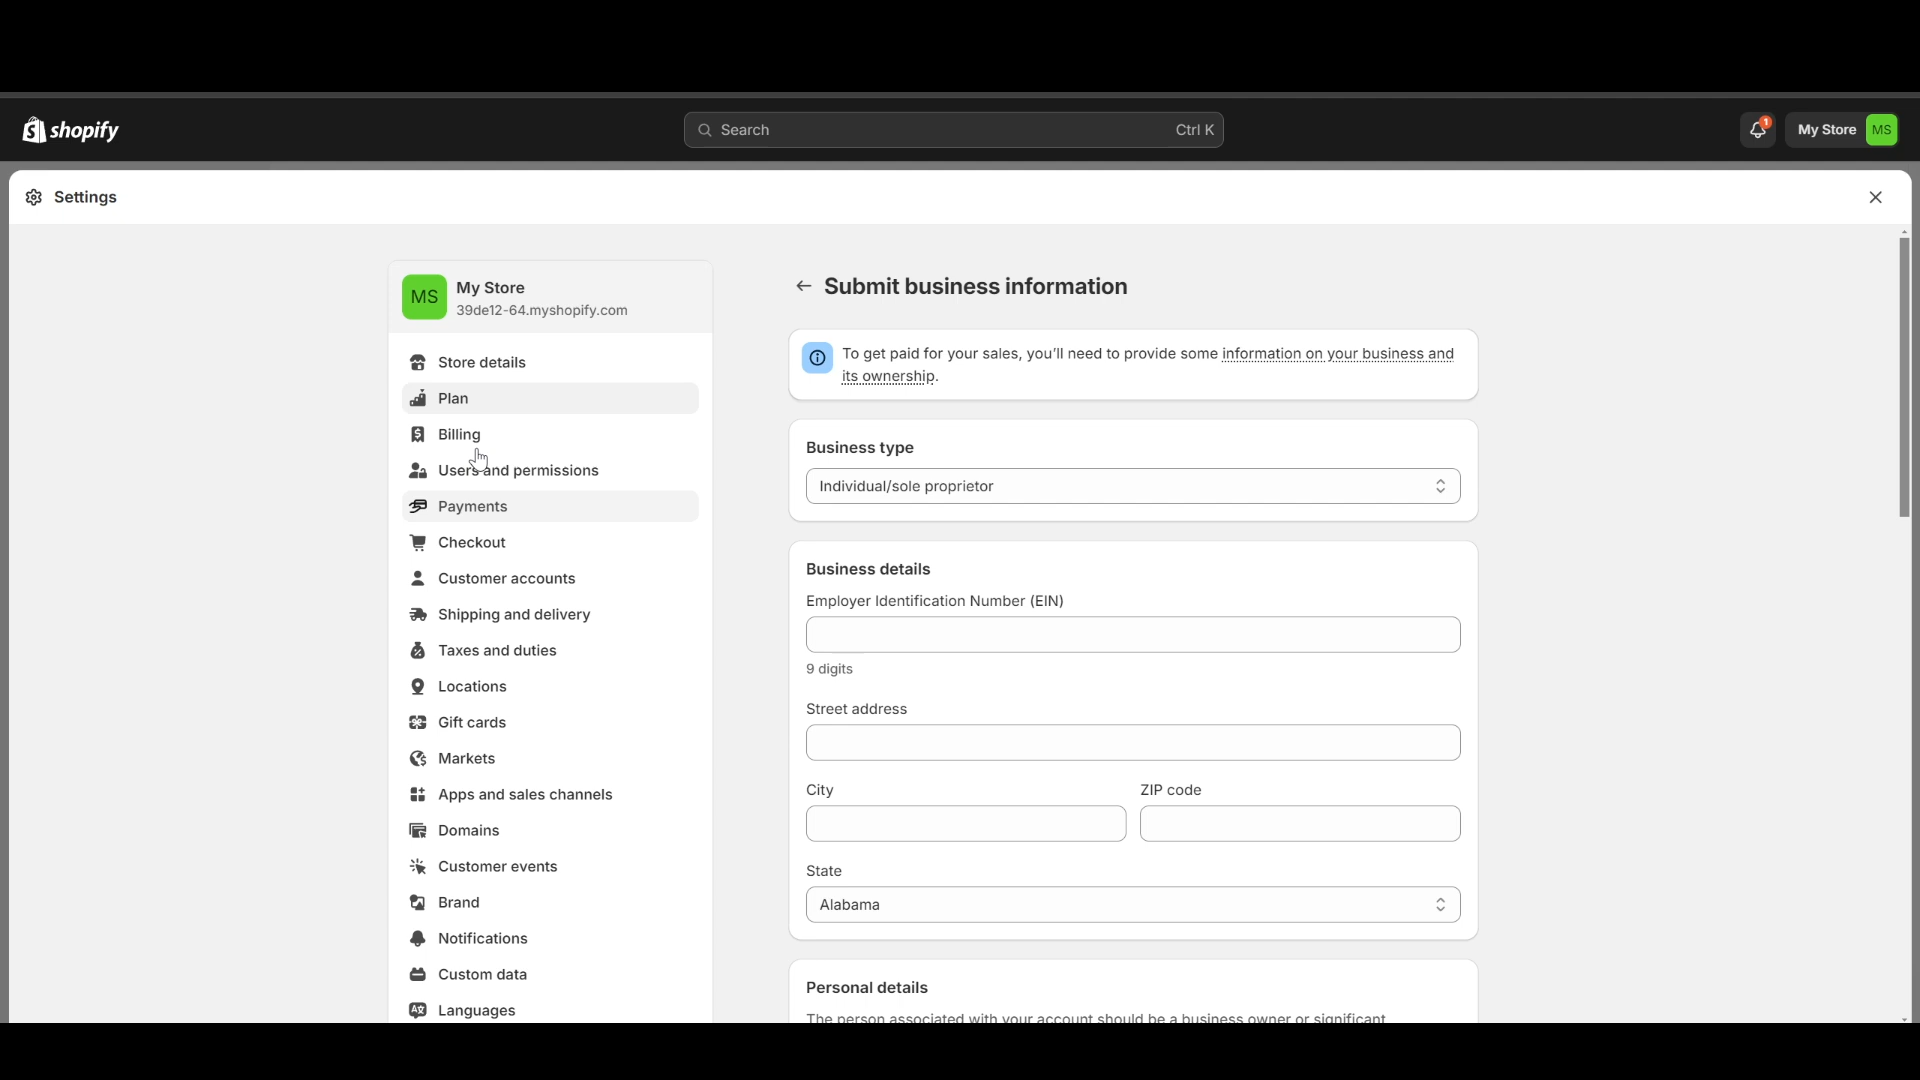 shopify
Search
Ctrl K
1
My Store
MS
Settings
MS
My Store
39de12-64.myshopify.com
Store details
Plan
Billing
Users and permissions
Payments
Checkout
Customer accounts
Shipping and delivery
Taxes and duties
Locations
Gift cards
Markets
Apps and sales channels
Domains
Customer events
Brand
Notifications
Custom data
Languages
Submit business information
To get paid for your sales, you'll need to provide some information on your business and
its ownership.
Business type
Individual/sole proprietor
Business details
Employer Identification Number (EIN)
9 digits
Street address
City
ZIP code
State
Alabama
Personal details
The person associated with your account should be a business owner or significant